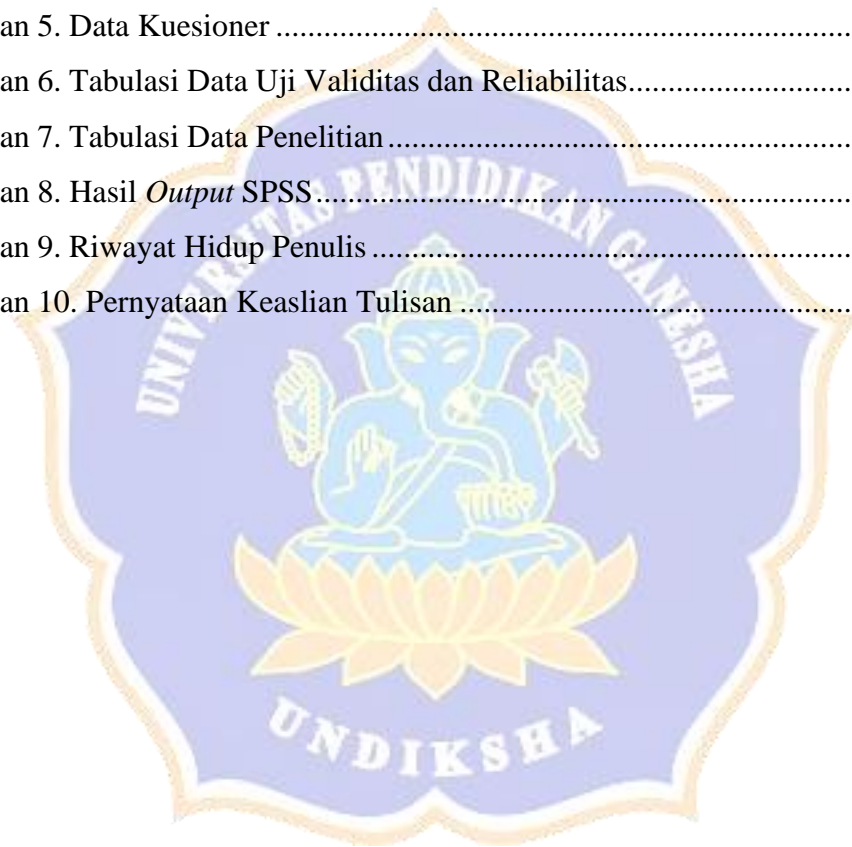 an 5. Data Kuesioner ..........................................................................
an 6. Tabulasi Data Uji Validitas dan Reliabilitas............................
an 7. Tabulasi Data Penelitian ...........................................................
an 8. Hasil Output SPSS....................................................................
an 9. Riwayat Hidup Penulis .............................................................
an 10. Pernyataan Keaslian Tulisan .................................................
UNIVERSITAS PENDIDIKAN GANESHA
UNDIKSHA